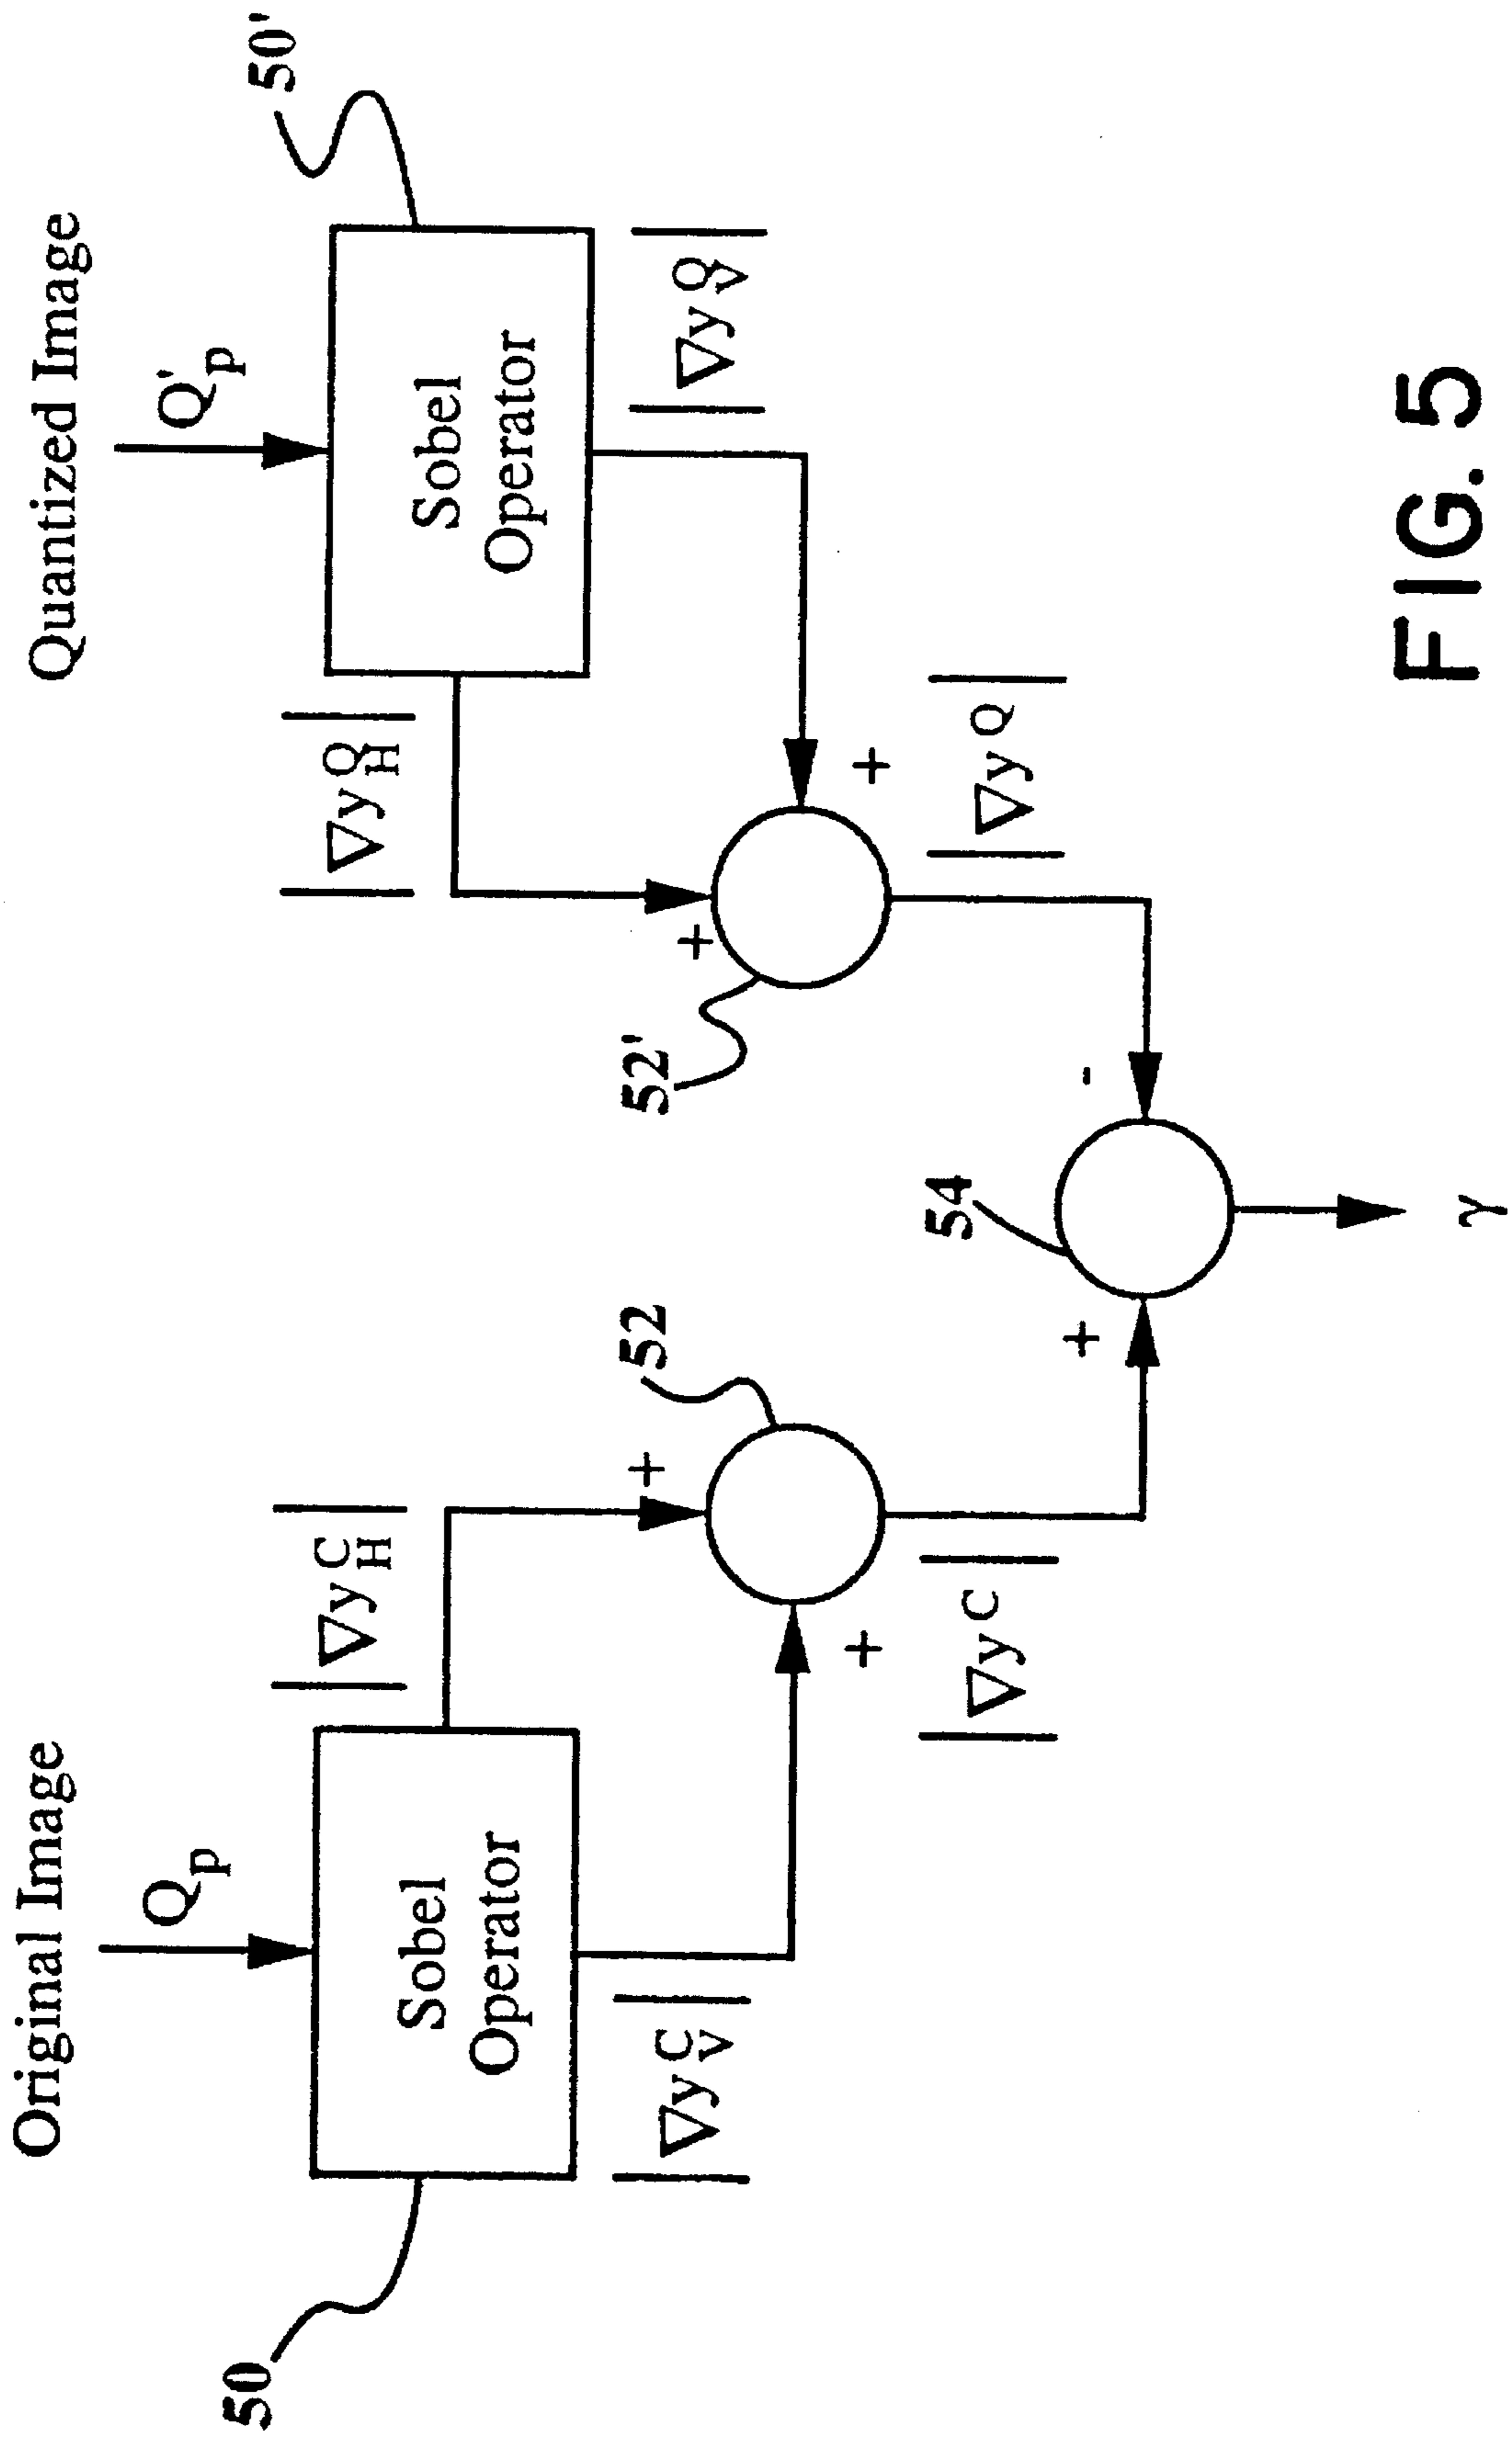 Original Image
Quantized Image
Q_p
Q'_p
50
50'
Sobel
Operator
Sobel
Operator
|∇y^C_H|
|∇y^Q_H|
|∇y^C_V|
|∇y^Q_V|
52
52'
+
+
+
+
|∇y^C|
|∇y^Q|
54
+
-
γ
FIG. 5